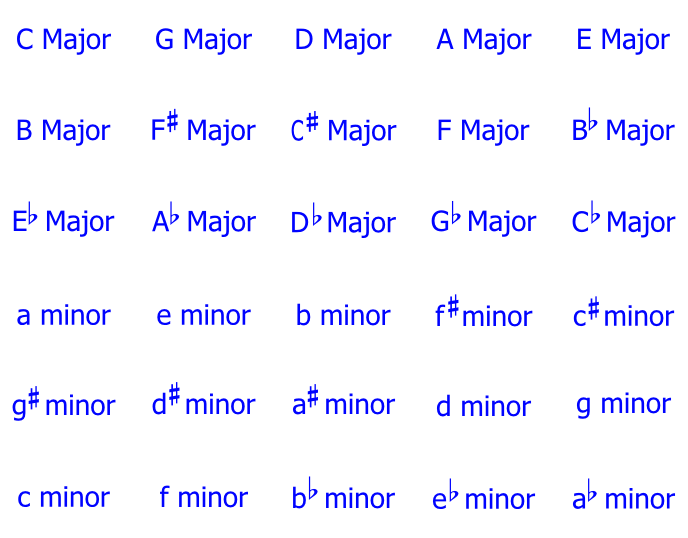 C Major G Major D Major A Major E Major
B Major F♯ Major C♯ Major F Major B♭ Major
E♭ Major A♭ Major D♭ Major G♭ Major C♭ Major
a minor e minor b minor f♯ minor c♯ minor
g♯ minor d♯ minor a♯ minor d minor g minor
c minor f minor b♭ minor e♭ minor a♭ minor